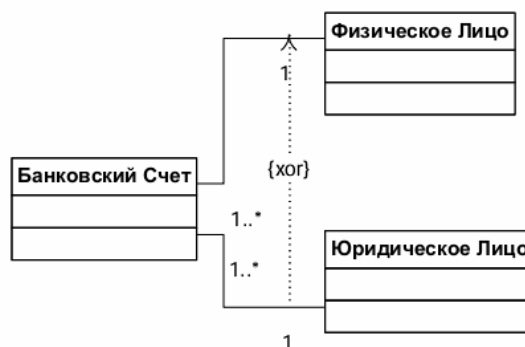 Физическое Лицо
1
Банковский Счет
{xor}
1..*
1..*
Юридическое Лицо
1